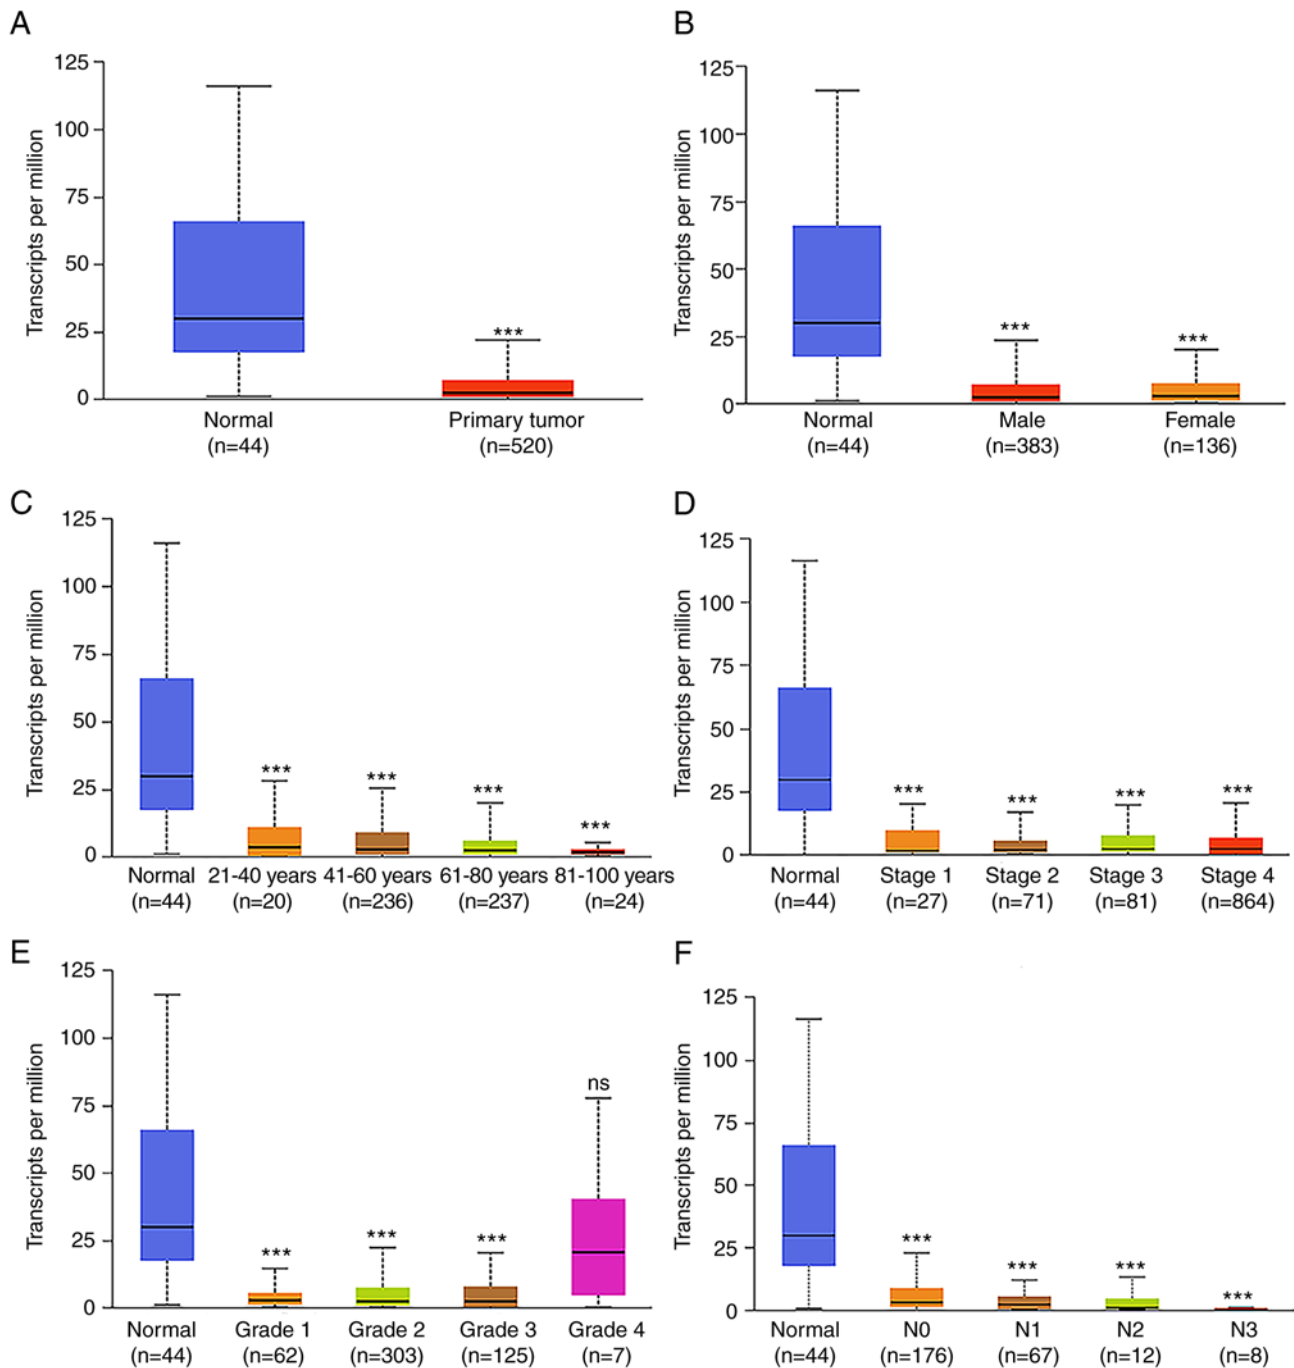 A
Transcripts per million
125
100
75
50
25
0
***
Normal
(n=44)
Primary tumor
(n=520)
B
Transcripts per million
125
100
75
50
25
0
***
***
Normal
(n=44)
Male
(n=383)
Female
(n=136)
C
Transcripts per million
125
100
75
50
25
0
***
***
***
***
Normal
(n=44)
21-40 years
(n=20)
41-60 years
(n=236)
61-80 years
(n=237)
81-100 years
(n=24)
D
Transcripts per million
125
100
75
50
25
0
***
***
***
***
Normal
(n=44)
Stage 1
(n=27)
Stage 2
(n=71)
Stage 3
(n=81)
Stage 4
(n=864)
E
Transcripts per million
125
100
75
50
25
0
***
***
***
ns
Normal
(n=44)
Grade 1
(n=62)
Grade 2
(n=303)
Grade 3
(n=125)
Grade 4
(n=7)
F
Transcripts per million
125
100
75
50
25
0
***
***
***
***
Normal
(n=44)
N0
(n=176)
N1
(n=67)
N2
(n=12)
N3
(n=8)